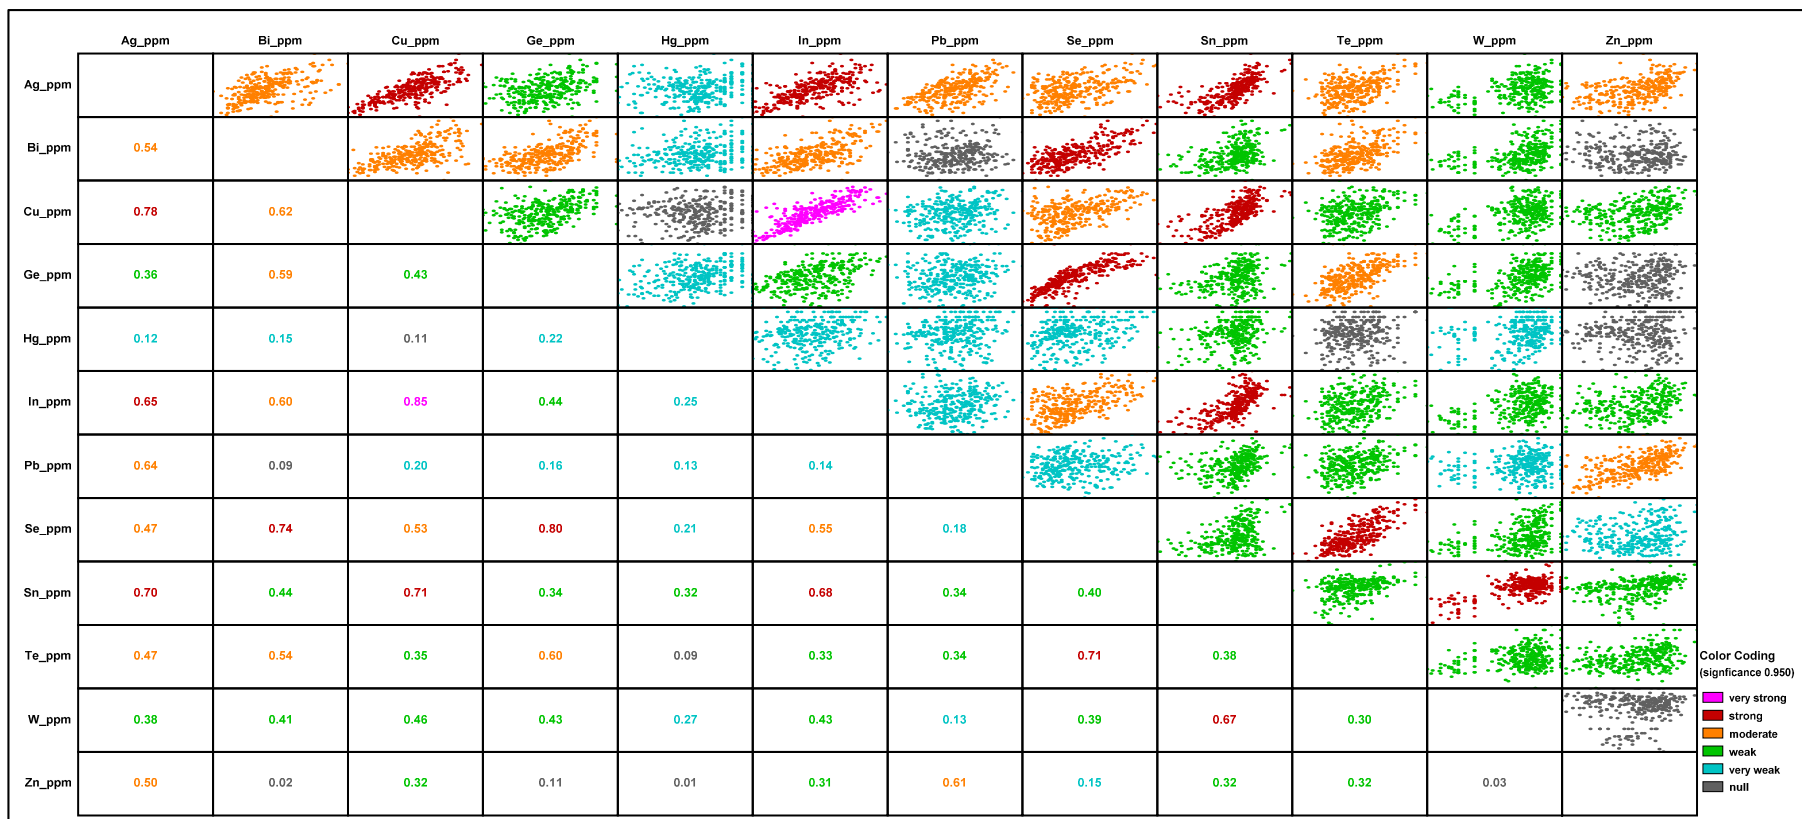 Ag_ppm Bi_ppm Cu_ppm Ge_ppm Hg_ppm In_ppm Pb_ppm Se_ppm Sn_ppm Te_ppm W_ppm Zn_ppm
Ag_ppm
Bi_ppm 0.54
Cu_ppm 0.78 0.62
Ge_ppm 0.36 0.59 0.43
Hg_ppm 0.12 0.15 0.11 0.22
In_ppm 0.65 0.60 0.85 0.44 0.25
Pb_ppm 0.64 0.09 0.20 0.16 0.13 0.14
Se_ppm 0.47 0.74 0.53 0.80 0.21 0.55 0.18
Sn_ppm 0.70 0.44 0.71 0.34 0.32 0.68 0.34 0.40
Te_ppm 0.47 0.54 0.35 0.60 0.09 0.33 0.34 0.71 0.38
W_ppm 0.38 0.41 0.46 0.43 0.27 0.43 0.13 0.39 0.67 0.30
Zn_ppm 0.50 0.02 0.32 0.11 0.01 0.31 0.61 0.15 0.32 0.32 0.03
Color Coding
(signficance 0.950)
very strong
strong
moderate
weak
very weak
null